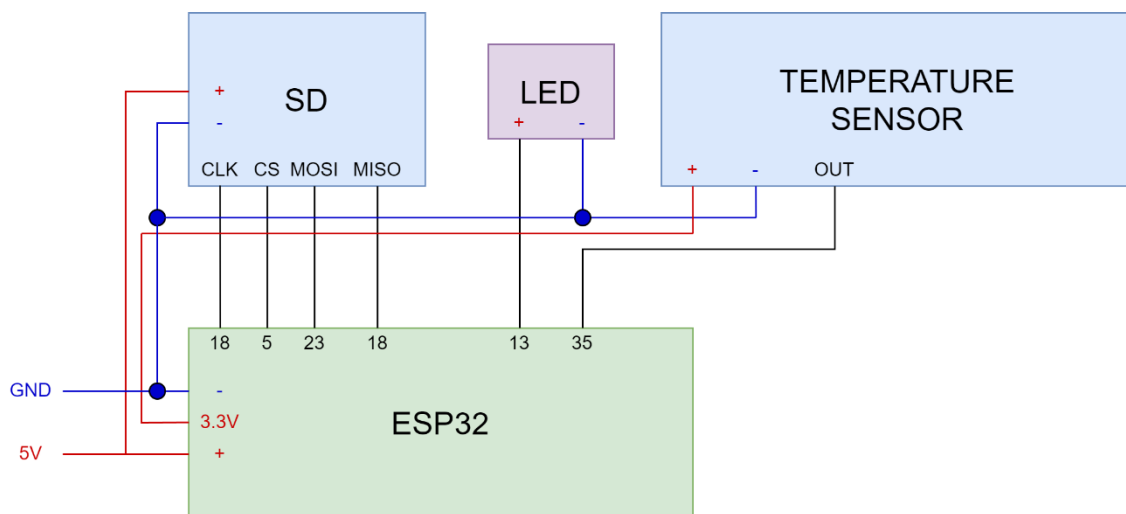 SD
+
-
CLK CS MOSI MISO
LED
+ -
TEMPERATURE
SENSOR
+ - OUT
18 5 23 18 13 35
GND
-
3.3V
ESP32
5V
+